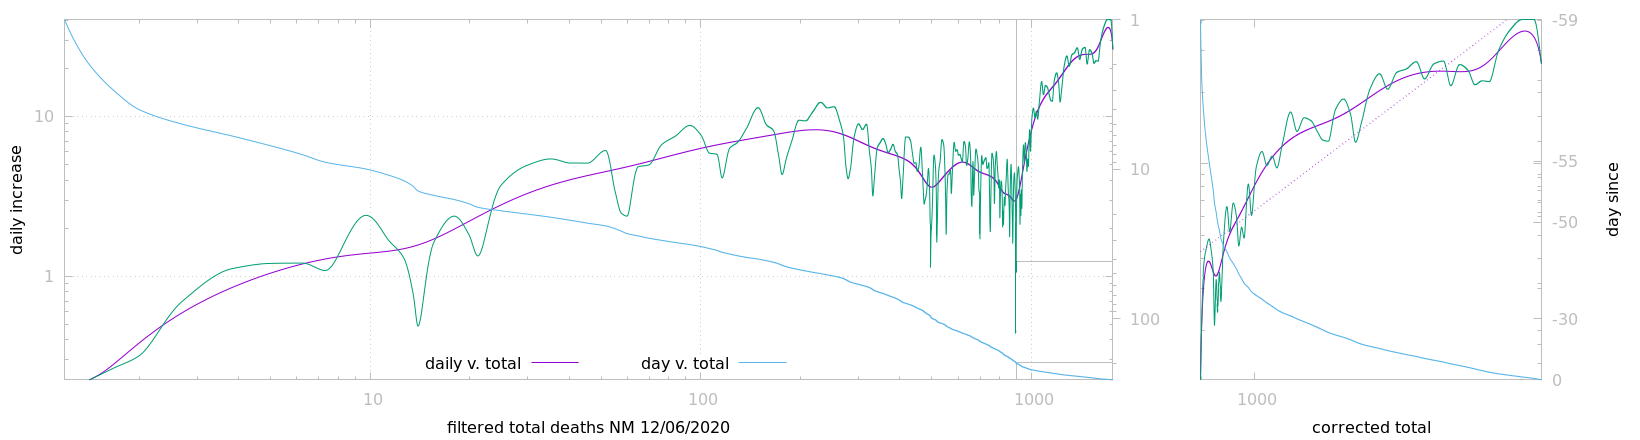 daily increase
10
1
daily v. total
day v. total
10
100
1000
filtered total deaths NM 12/06/2020
1
10
100
1000
corrected total
-59
-55
-50
-30
0
day since